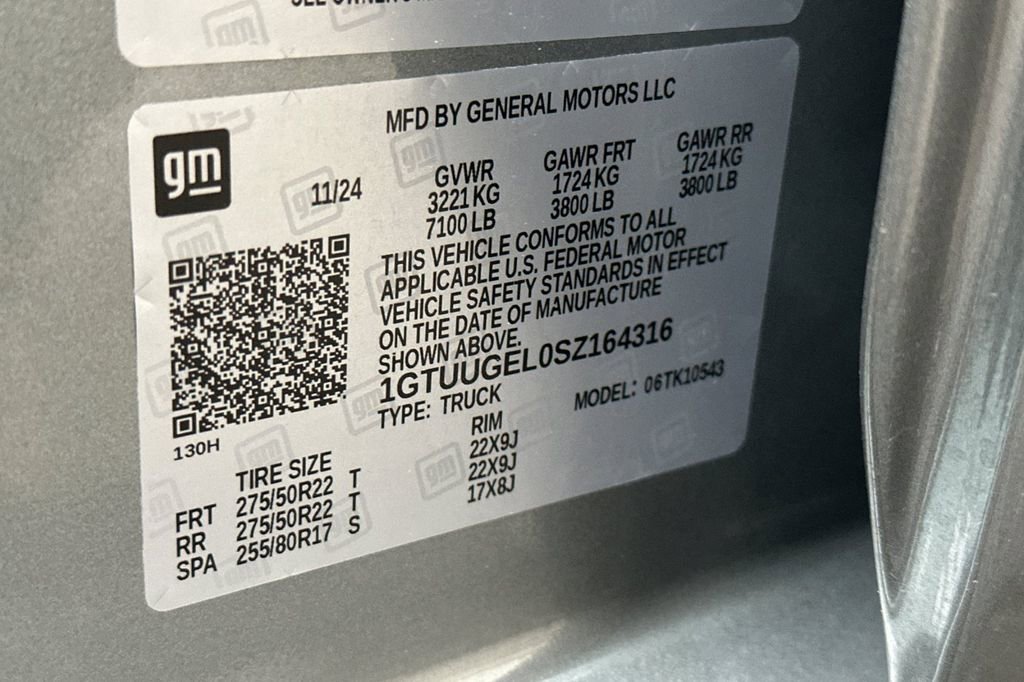 SEE OWNER'S
MFD BY GENERAL MOTORS LLC
gm
11/24
GVWR GAWR FRT GAWR RR
3221 KG 1724 KG 1724 KG
7100 LB 3800 LB 3800 LB
THIS VEHICLE CONFORMS TO ALL
APPLICABLE U.S. FEDERAL MOTOR
VEHICLE SAFETY STANDARDS IN EFFECT
ON THE DATE OF MANUFACTURE
SHOWN ABOVE.
1GTUUGEL0SZ164316
TYPE: TRUCK MODEL: 06TK10543
130H
TIRE SIZE RIM
FRT 275/50R22 T 22X9J
RR 275/50R22 T 22X9J
SPA 255/80R17 S 17X8J